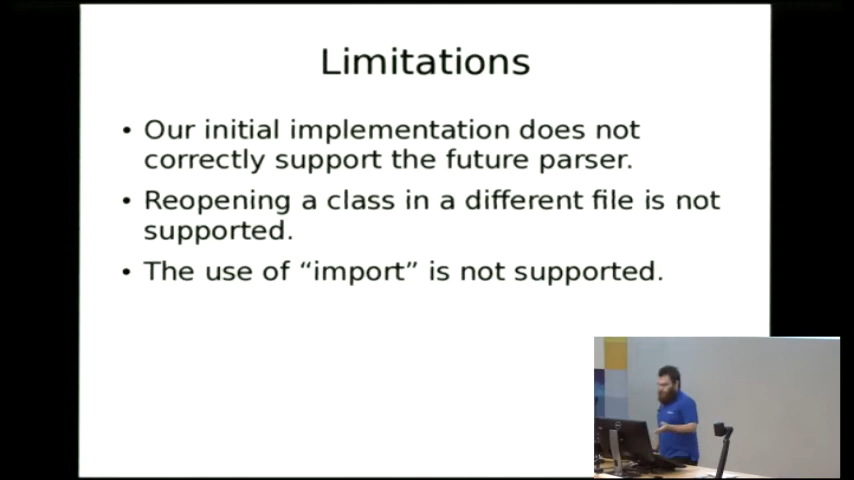 Limitations
• Our initial implementation does not
correctly support the future parser.
• Reopening a class in a different file is not
supported.
• The use of “import” is not supported.